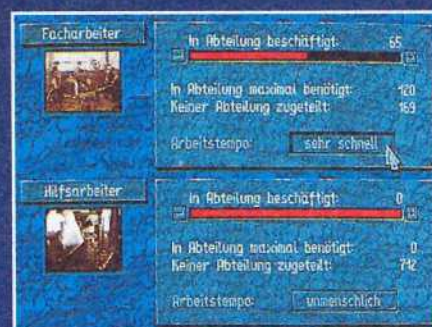 Facharbeiter
In Abteilung beschäftigt: 65
In Abteilung maximal benötigt: 120
Keiner Abteilung zugeteilt: 169
Arbeitstempo: sehr schnell
Hilfsarbeiter
In Abteilung beschäftigt: 0
In Abteilung maximal benötigt: 0
Keiner Abteilung zugeteilt: 712
Arbeitstempo: unmenschlich